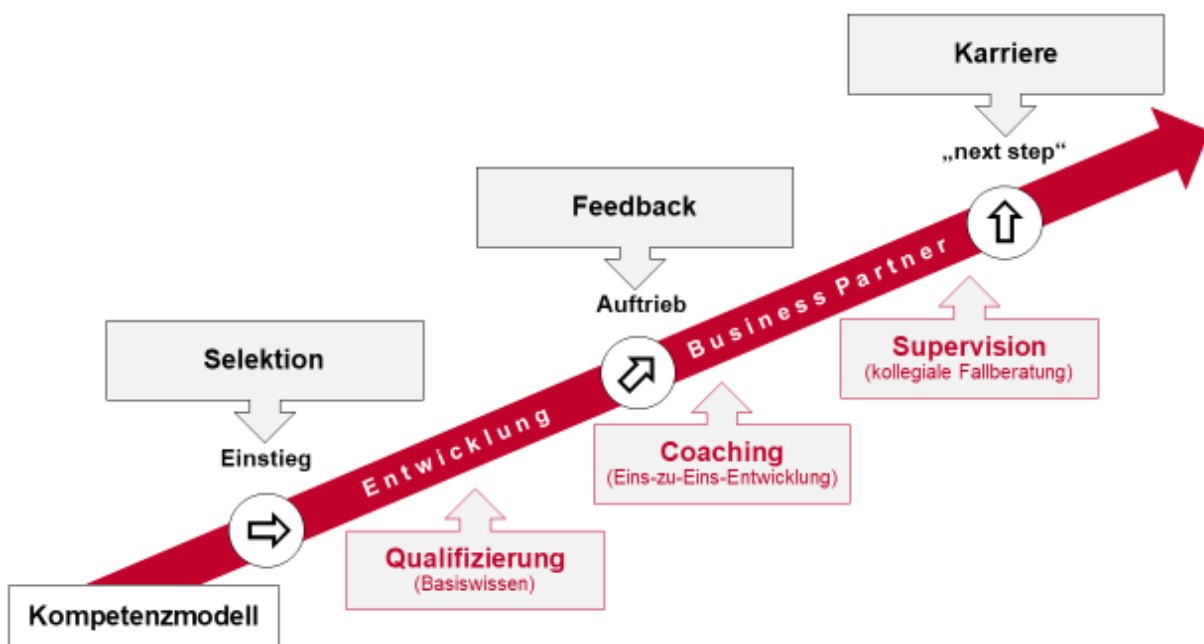 Karriere
„next step“
Feedback
Auftrieb
Business Partner
Supervision
(kollegiale Fallberatung)
Selektion
Einstieg
Entwicklung
Coaching
(Eins-zu-Eins-Entwicklung)
Qualifizierung
(Basiswissen)
Kompetenzmodell